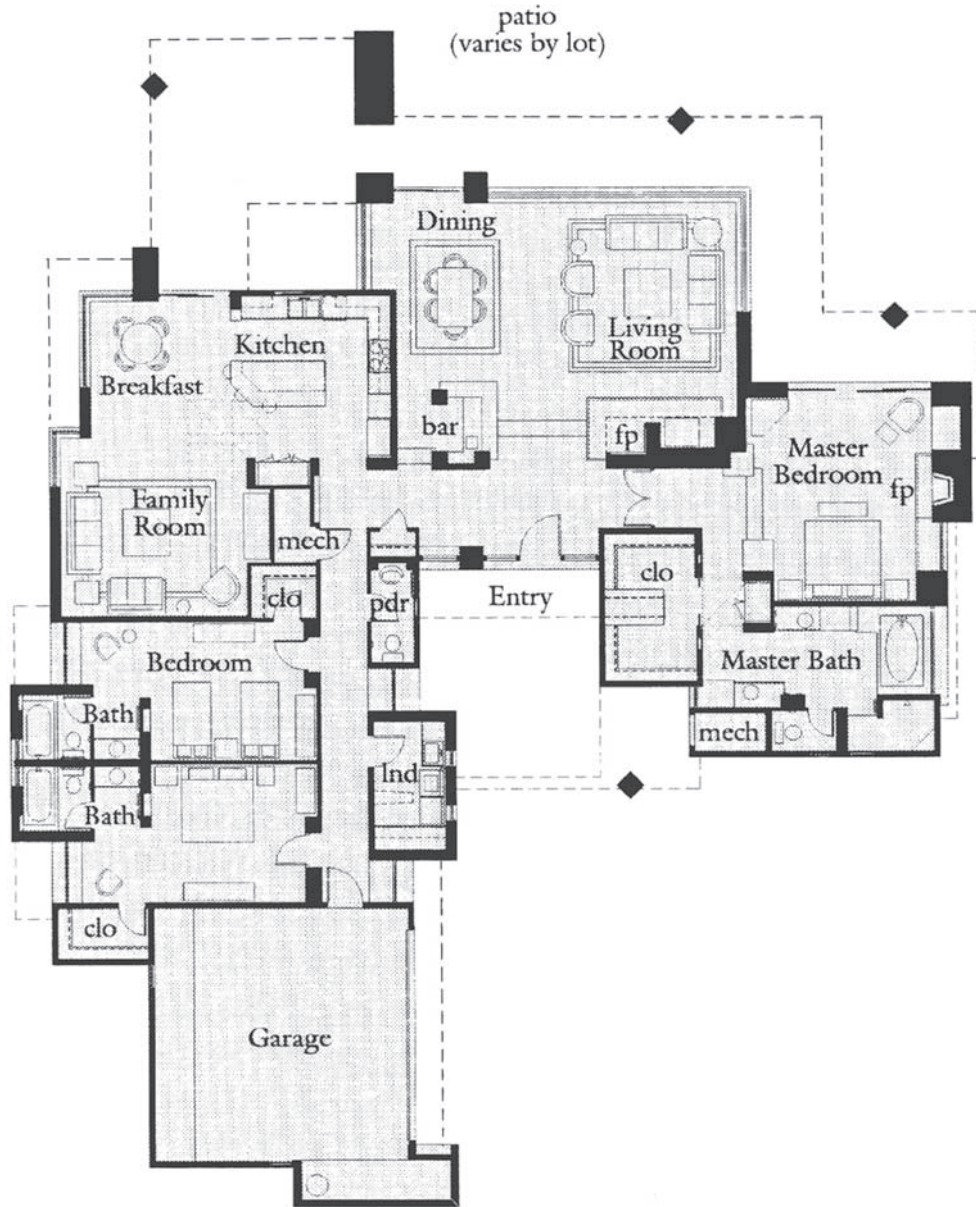 patio
(varies by lot)
Dining
Living
Room
Kitchen
Breakfast
bar
fp
Master
Bedroom
fp
Family
Room
mech
clo
pdr
Entry
clo
Bedroom
Master Bath
Bath
mech
lnd
Bath
clo
Garage